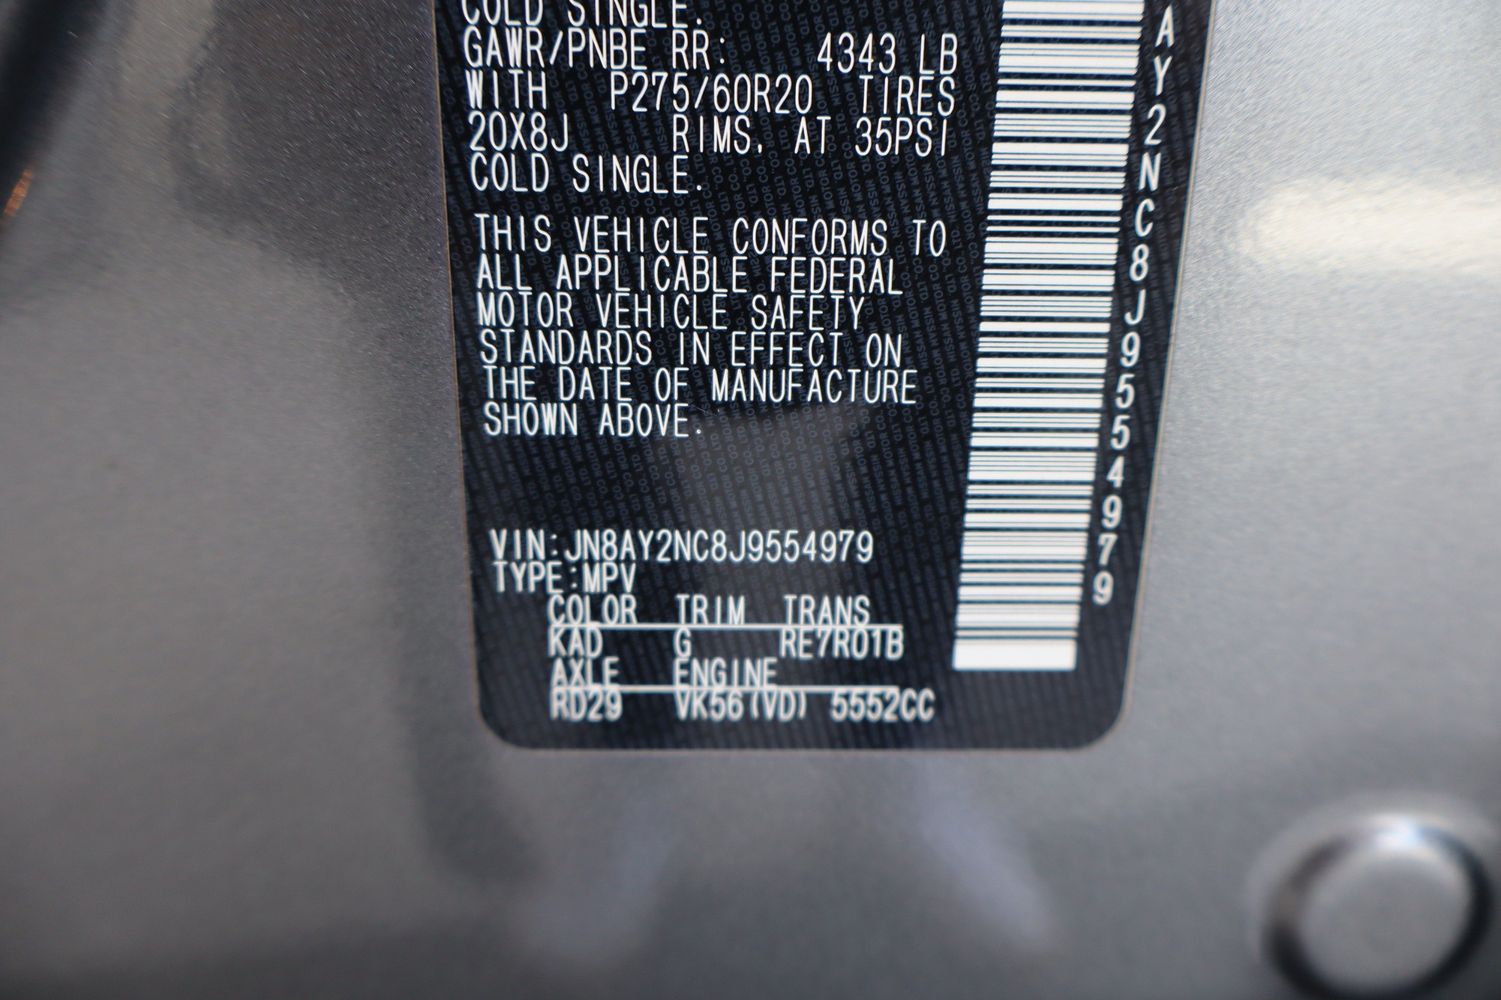 COLD SINGLE.
GAWR/PNBE RR: 4343 LB
WITH P275/60R20 TIRES
20X8J RIMS. AT 35PSI
COLD SINGLE.
THIS VEHICLE CONFORMS TO
ALL APPLICABLE FEDERAL
MOTOR VEHICLE SAFETY
STANDARDS IN EFFECT ON
THE DATE OF MANUFACTURE
SHOWN ABOVE.
VIN:JN8AY2NC8J9554979
TYPE:MPV
COLOR TRIM TRANS
KAD G RE7R01B
AXLE ENGINE
RD29 VK56(VD) 5552CC
AY2NC8J9554979